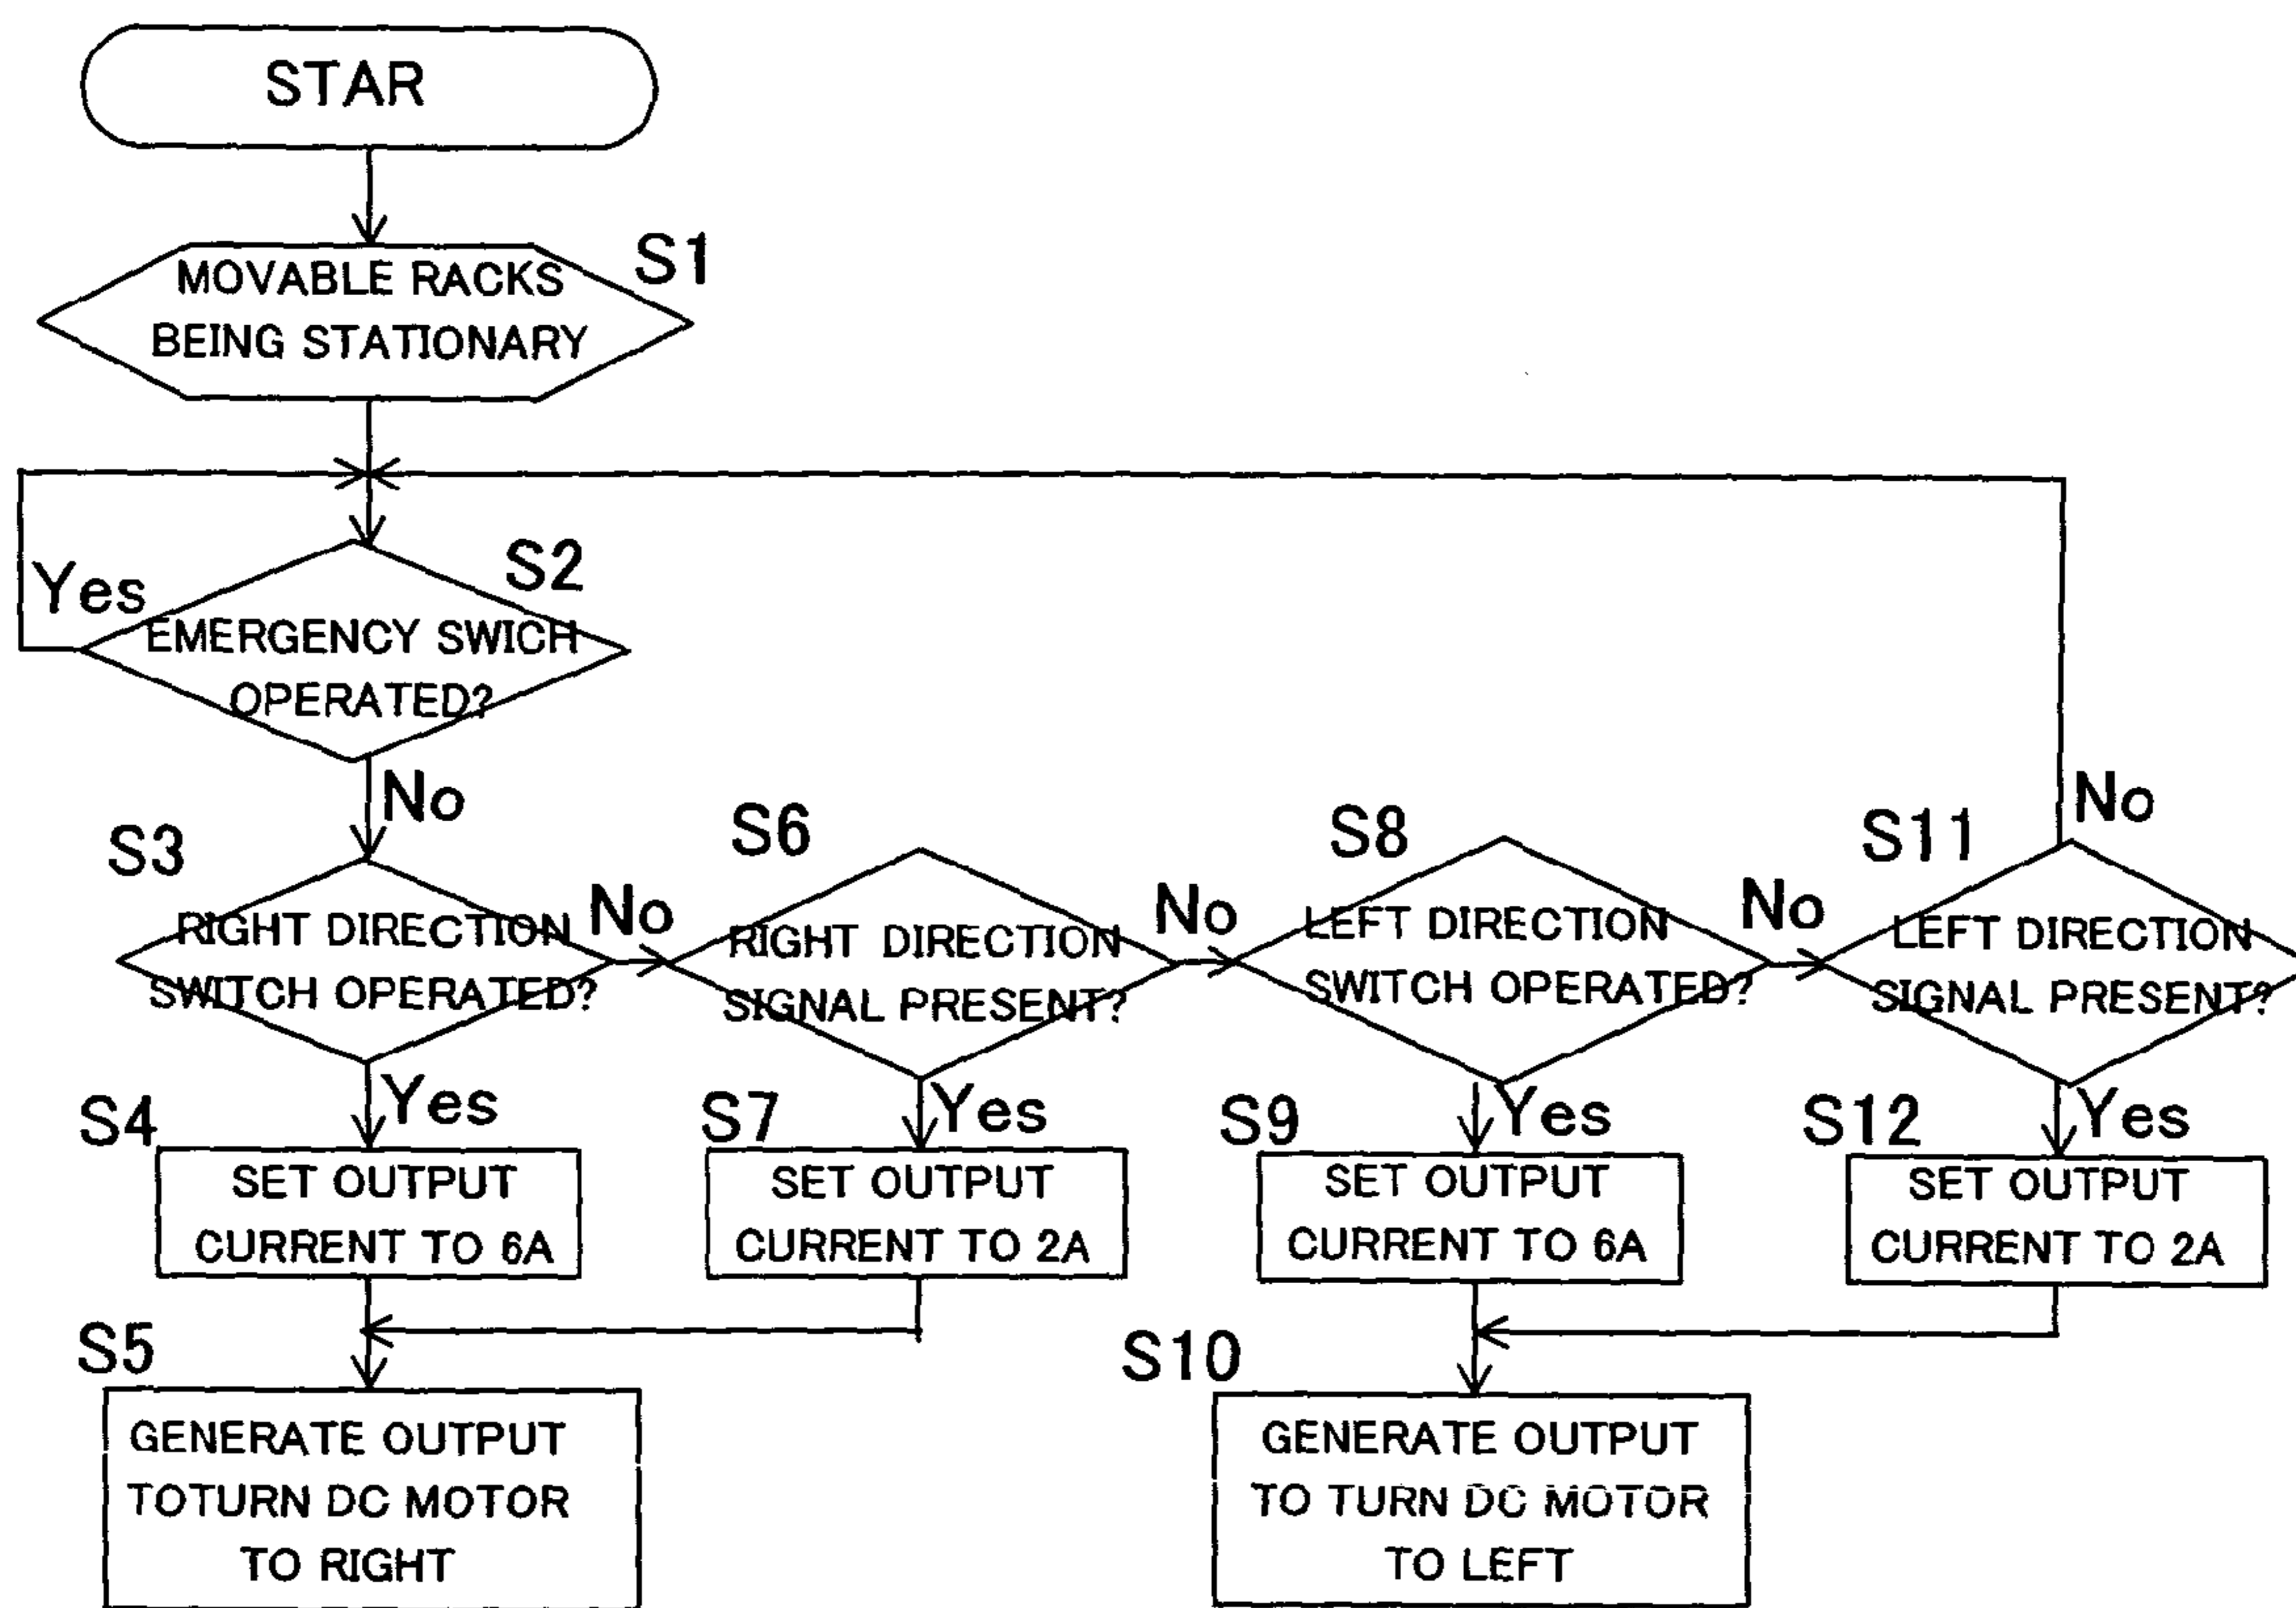 STAR
S1
MOVABLE RACKS
BEING STATIONARY
S2
Yes
EMERGENCY SWICH
OPERATED?
No
S3
RIGHT DIRECTION
SWITCH OPERATED?
No
S6
RIGHT DIRECTION
SIGNAL PRESENT?
No
S8
LEFT DIRECTION
SWITCH OPERATED?
No
S11
No
LEFT DIRECTION
SIGNAL PRESENT?
S4
Yes
SET OUTPUT
CURRENT TO 6A
S7
Yes
SET OUTPUT
CURRENT TO 2A
S9
Yes
SET OUTPUT
CURRENT TO 6A
S12
Yes
SET OUTPUT
CURRENT TO 2A
S5
GENERATE OUTPUT
TOTURN DC MOTOR
TO RIGHT
S10
GENERATE OUTPUT
TO TURN DC MOTOR
TO LEFT